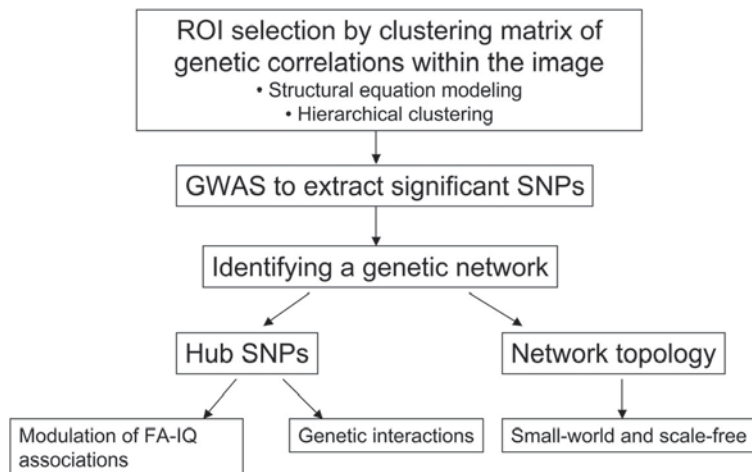 ROI selection by clustering matrix of
genetic correlations within the image
• Structural equation modeling
• Hierarchical clustering
GWAS to extract significant SNPs
Identifying a genetic network
Hub SNPs
Network topology
Modulation of FA-IQ
associations
Genetic interactions
Small-world and scale-free